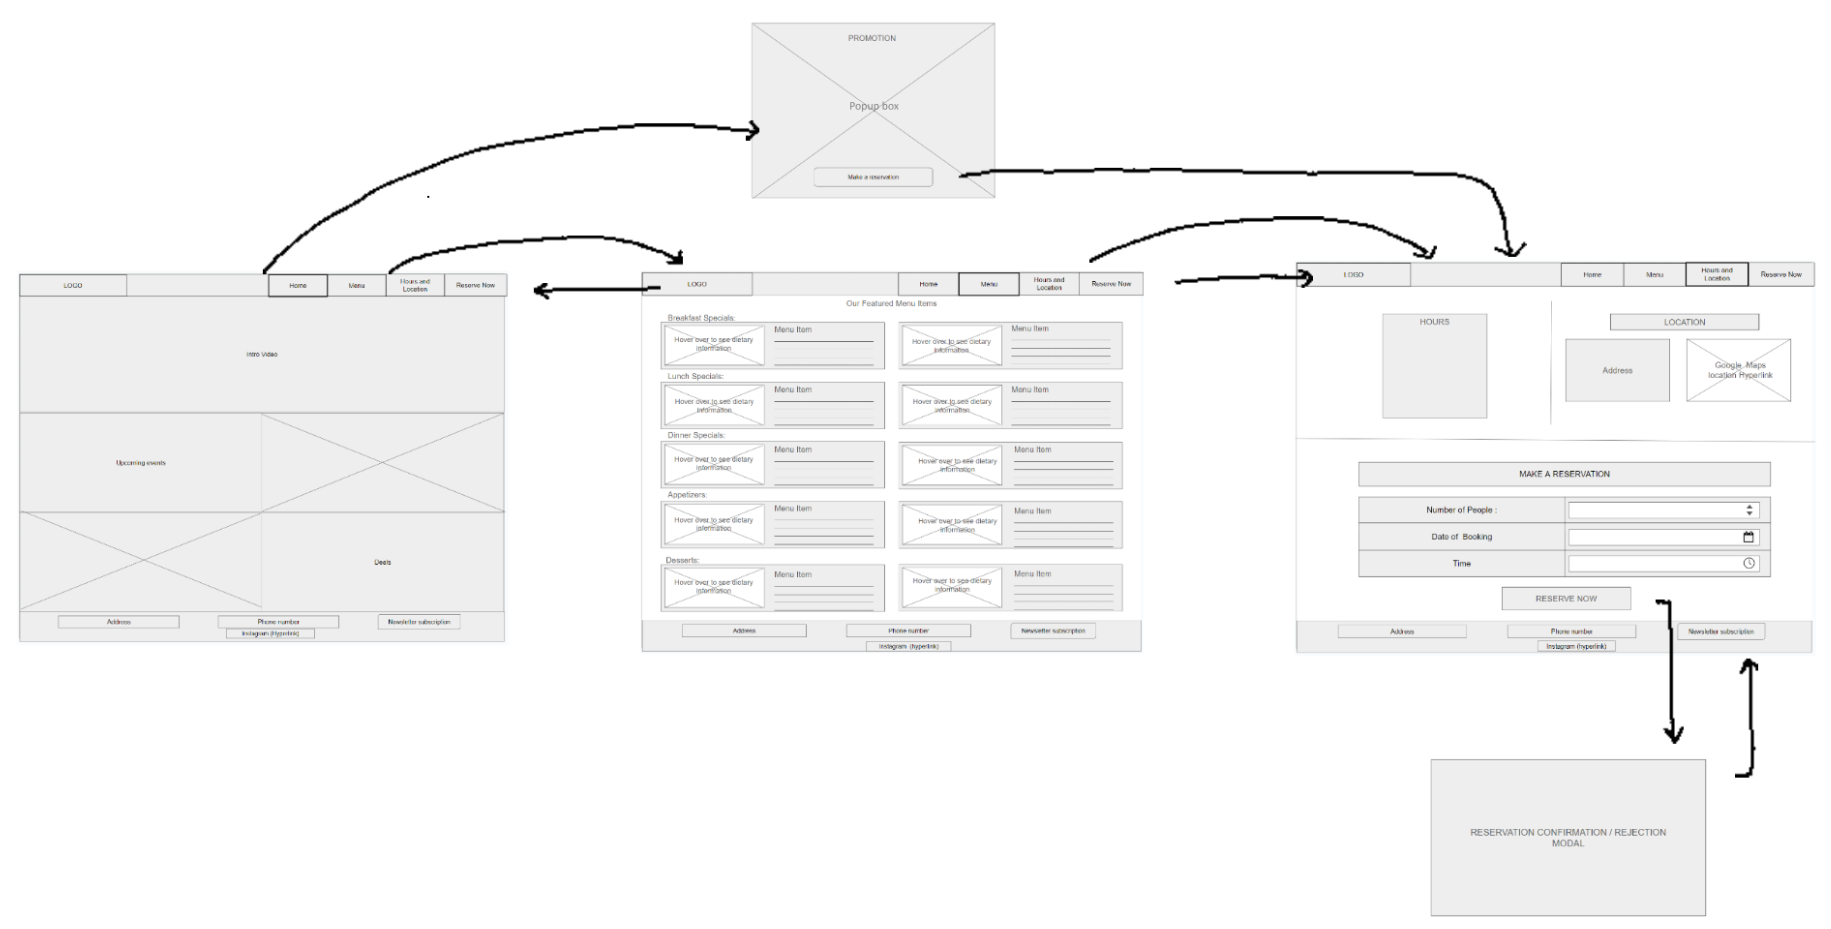 PROMOTION
Popup box
Make a reservation
LOGO
Home
Menu
Hours and
Location
Reserve Now
Intro Video
Upcoming events
Deals
Address
Phone number
Newsletter subscription
Instagram (Hyperlink)
LOGO
Home
Menu
Hours and
Location
Reserve Now
Our Featured Menu Items
Breakfast Specials:
Hover over to see dietary
information
Menu Item
Hover over to see dietary
information
Menu Item
Lunch Specials:
Hover over to see dietary
information
Menu Item
Hover over to see dietary
information
Menu Item
Dinner Specials:
Hover over to see dietary
information
Menu Item
Hover over to see dietary
information
Menu Item
Appetizers:
Hover over to see dietary
information
Menu Item
Hover over to see dietary
information
Menu Item
Desserts:
Hover over to see dietary
information
Menu Item
Hover over to see dietary
information
Menu Item
Address
Phone number
Newsletter subscription
Instagram (hyperlink)
LOGO
Home
Menu
Hours and
Location
Reserve Now
HOURS
LOCATION
Address
Google Maps
location Hyperlink
MAKE A RESERVATION
Number of People :
Date of Booking
Time
RESERVE NOW
Address
Phone number
Newsletter subscription
Instagram (hyperlink)
RESERVATION CONFIRMATION / REJECTION
MODAL